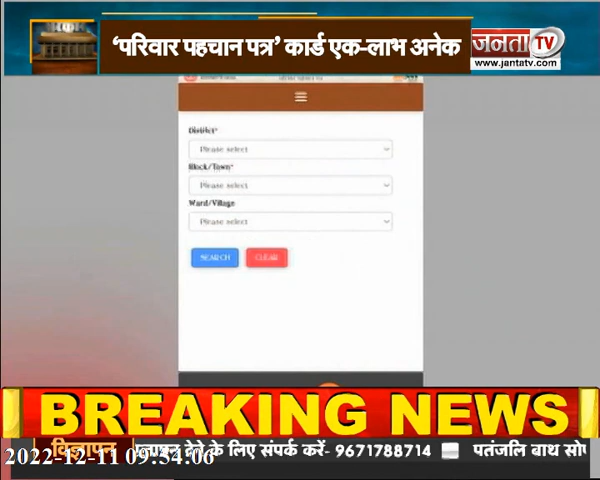 'परिवार पहचान पत्र' कार्ड एक-लाभ अनेक
जनता TV
www.jantatv.com
District*
Please select
Block/Town*
Please select
Ward/Village
Please select
SEARCH CLEAR
BREAKING NEWS
विज्ञापन देने के लिए संपर्क करें- 9671788714 पतंजलि बाथ सोप
2022-12-11 09:54:06